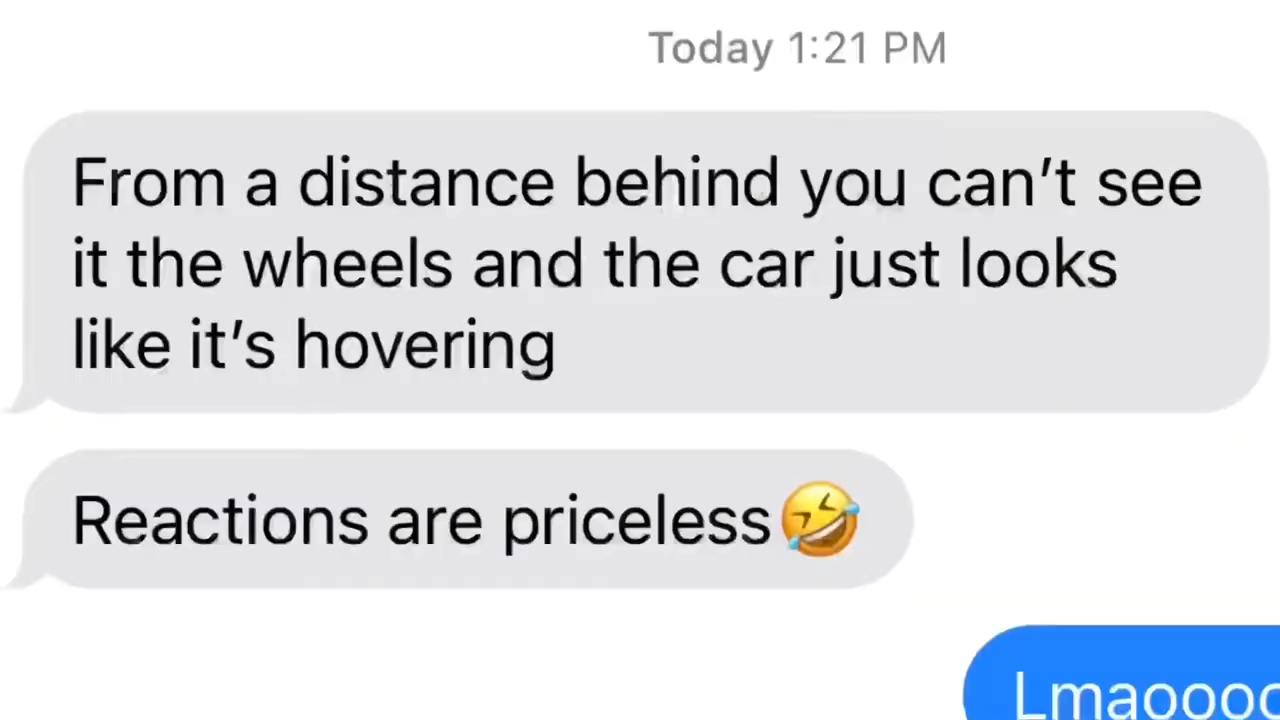 Today 1:21 PM
From a distance behind you can’t see
it the wheels and the car just looks
like it’s hovering
Reactions are priceless🤣
Lmaoooo